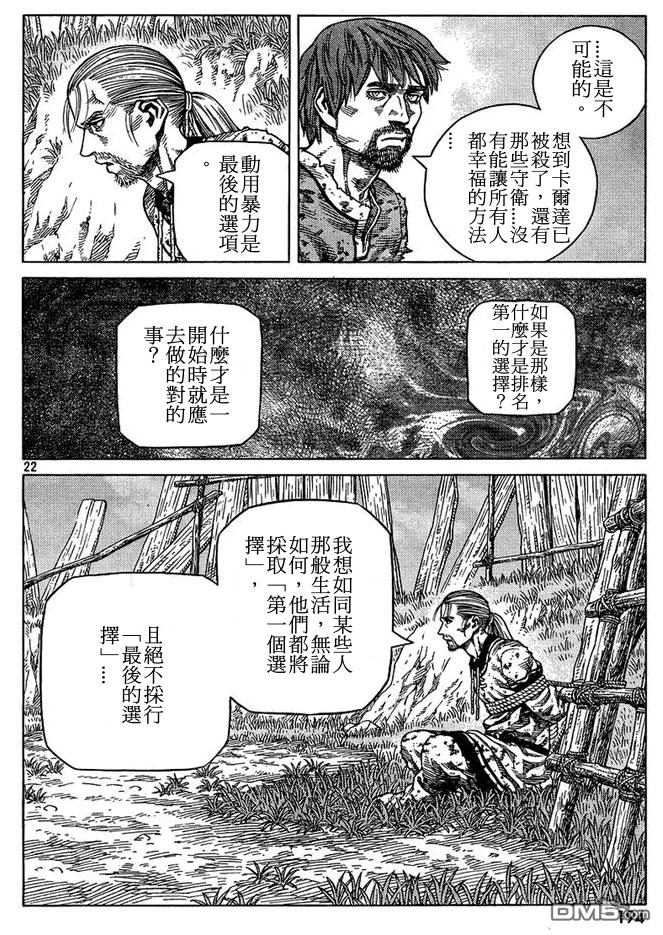 ……這是不
可能的。
想到卡爾達已
被殺了，還有
那些守衛……沒
有能讓所有人
都幸福的方法
……
動用暴力是
最後的選項
。
如果是那樣，
什麼才是排名
第一的選擇？
什麼才是一
開始時就應
去做的對的
事？
22
我想如同某些人
那般生活，無論
如何，他們都將
採取「第一個選
擇」，
且絕不採行
「最後的選
擇」……
194
DM5.com